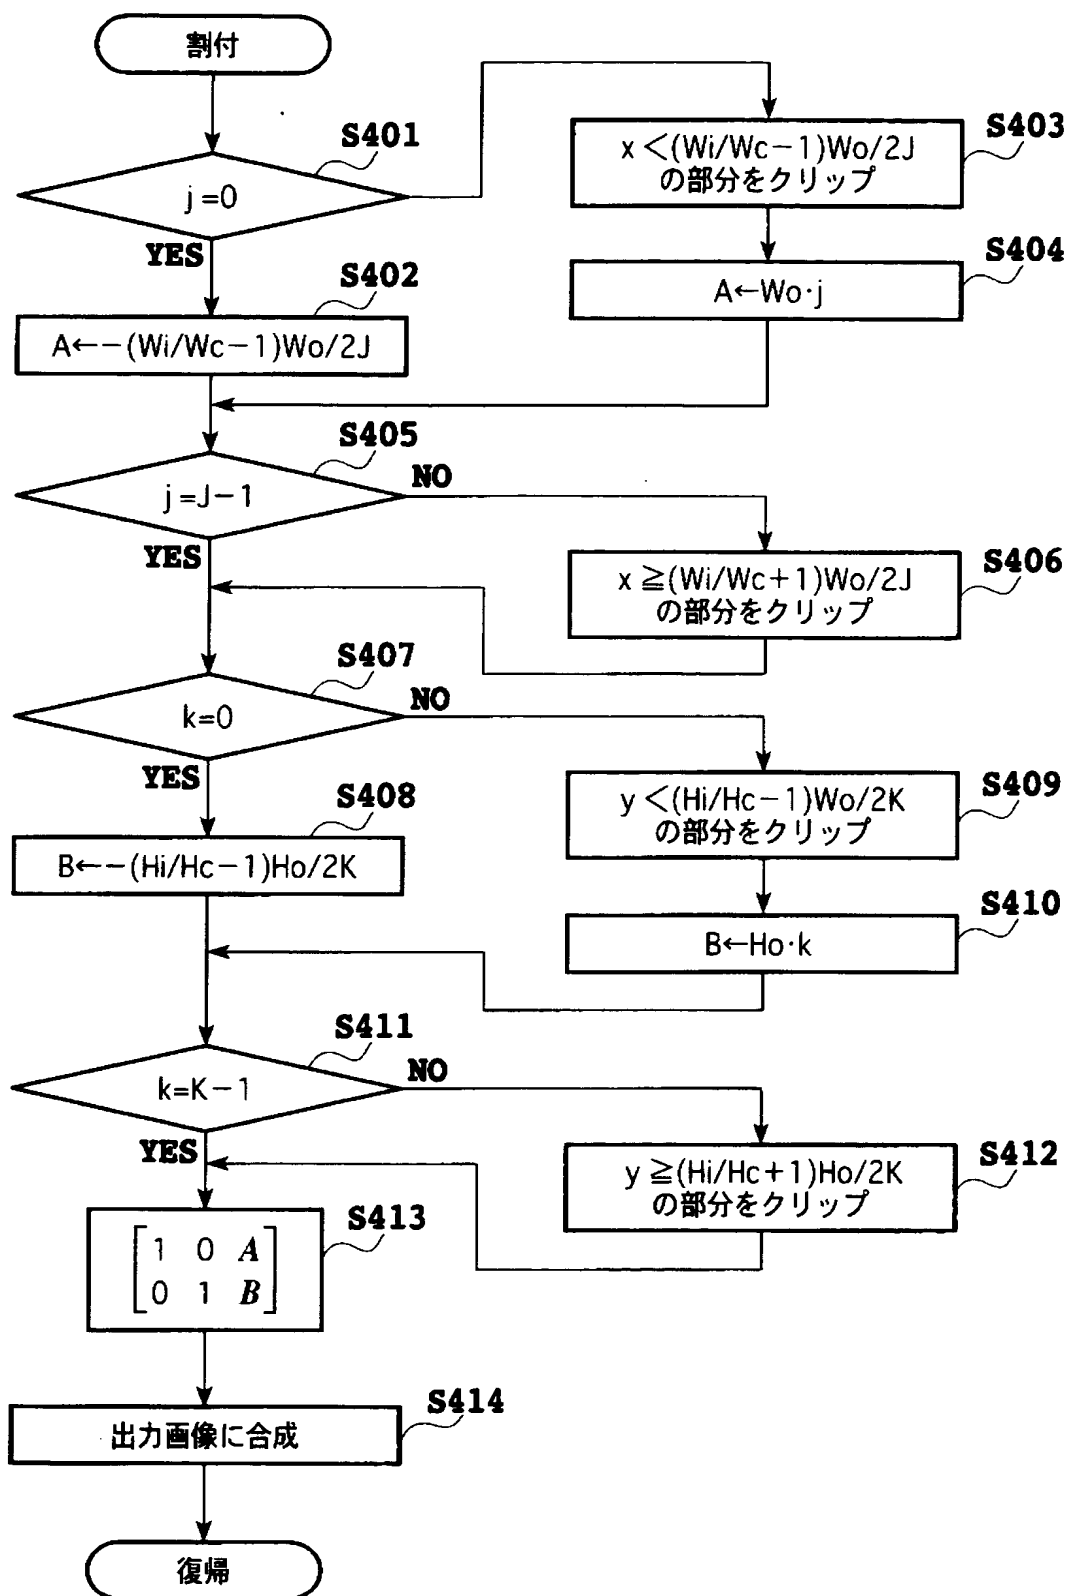 割付
S401
j=0
YES
S402
A←−(Wi/Wc−1)Wo/2J
S403
x<(Wi/Wc−1)Wo/2J
の部分をクリップ
S404
A←Wo·j
S405
j=J−1
NO
YES
S406
x≧(Wi/Wc+1)Wo/2J
の部分をクリップ
S407
k=0
NO
YES
S408
B←−(Hi/Hc−1)Ho/2K
S409
y<(Hi/Hc−1)Wo/2K
の部分をクリップ
S410
B←Ho·k
S411
k=K−1
NO
YES
S412
y≧(Hi/Hc+1)Ho/2K
の部分をクリップ
S413
1 0 A
0 1 B
S414
出力画像に合成
復帰